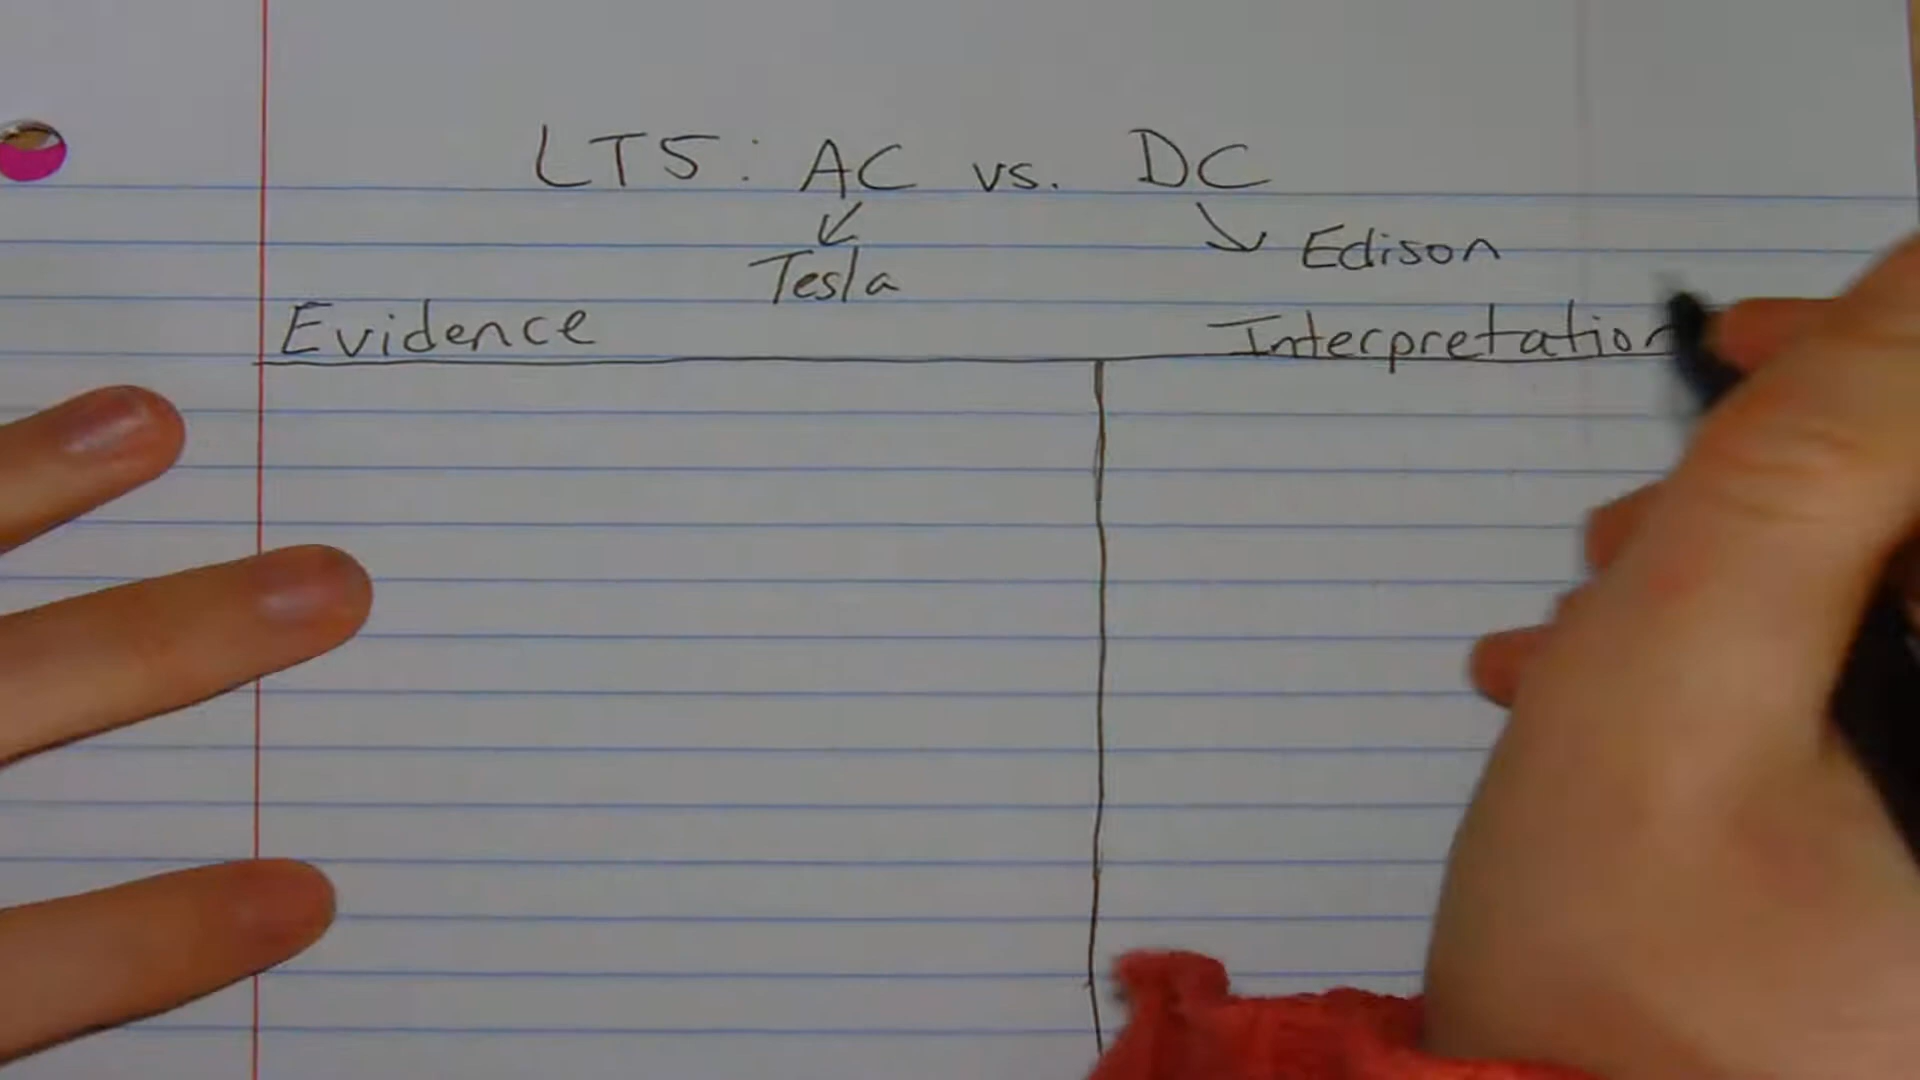 LT5: AC vs. DC
Tesla
Edison
Evidence
Interpretation